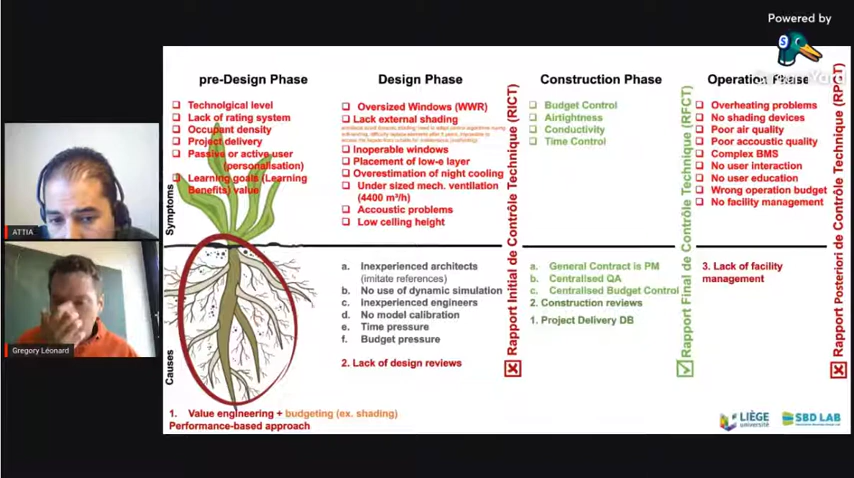 Powered by
StreamYard
pre-Design Phase
Technolgical level
Lack of rating system
Occupant density
Project delivery
Passive or active user
(personalisation)
Learning goals (Learning
Benefits) value
Design Phase
Oversized Windows (WWR)
Lack external shading
Inoperable windows
Placement of low-e layer
Overestimation of night cooling
Under sized mech. ventilation
(4400 m³/h)
Accoustic problems
Low celling height
Rapport Initial de Contrôle Technique (RICT)
Construction Phase
Budget Control
Airtightness
Conductivity
Time Control
Rapport Final de Contrôle Technique (RFCT)
Operation Phase
Overheating problems
No shading devices
Poor air quality
Poor accoustic quality
Complex BMS
No user interaction
No user education
Wrong operation budget
No facility management
Rapport Posteriori de Contrôle Technique (RPCT)
Symptoms
Causes
ATTIA
Gregory Léonard
a. Inexperienced architects
(imitate references)
b. No use of dynamic simulation
c. Inexperienced engineers
d. No model calibration
e. Time pressure
f. Budget pressure
2. Lack of design reviews
a. General Contract is PM
b. Centralised QA
c. Centralised Budget Control
2. Construction reviews
1. Project Delivery DB
3. Lack of facility
management
1. Value engineering + budgeting (ex. shading)
Performance-based approach
LIÈGE
université
SBD LAB